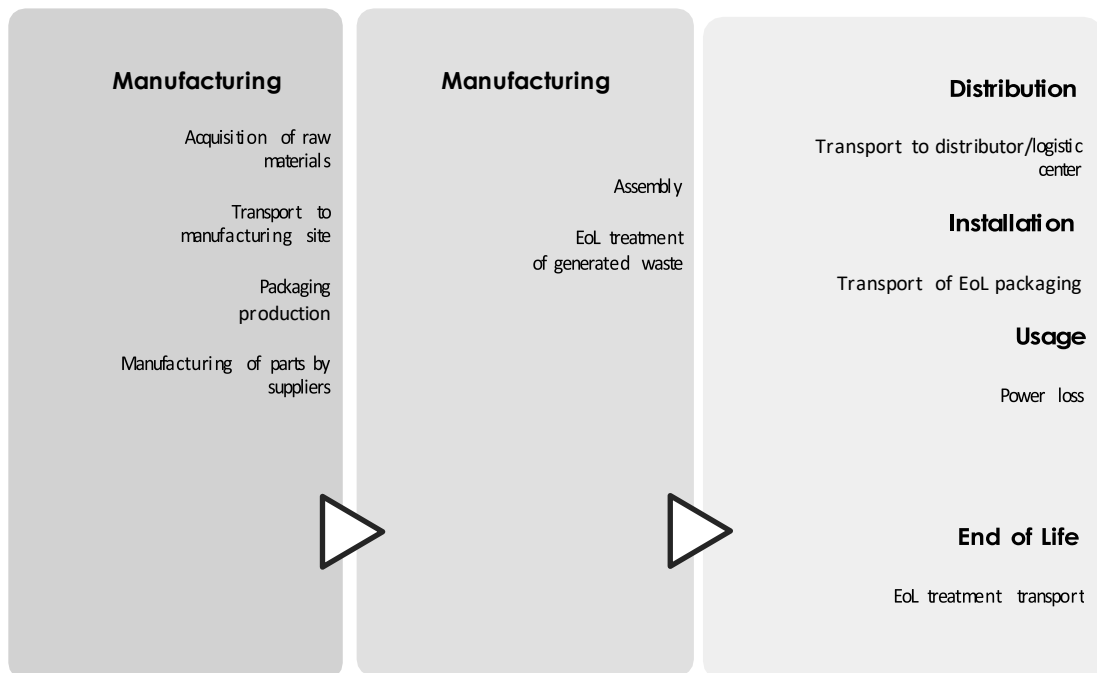 Manufacturing
Acquisition of raw
materials
Transport to
manufacturing site
Packaging
production
Manufacturing of parts by
suppliers
Manufacturing
Assembly
EoL treatment
of generated waste
Distribution
Transport to distributor/logistic
center
Installation
Transport of EoL packaging
Usage
Power loss
End of Life
EoL treatment transport